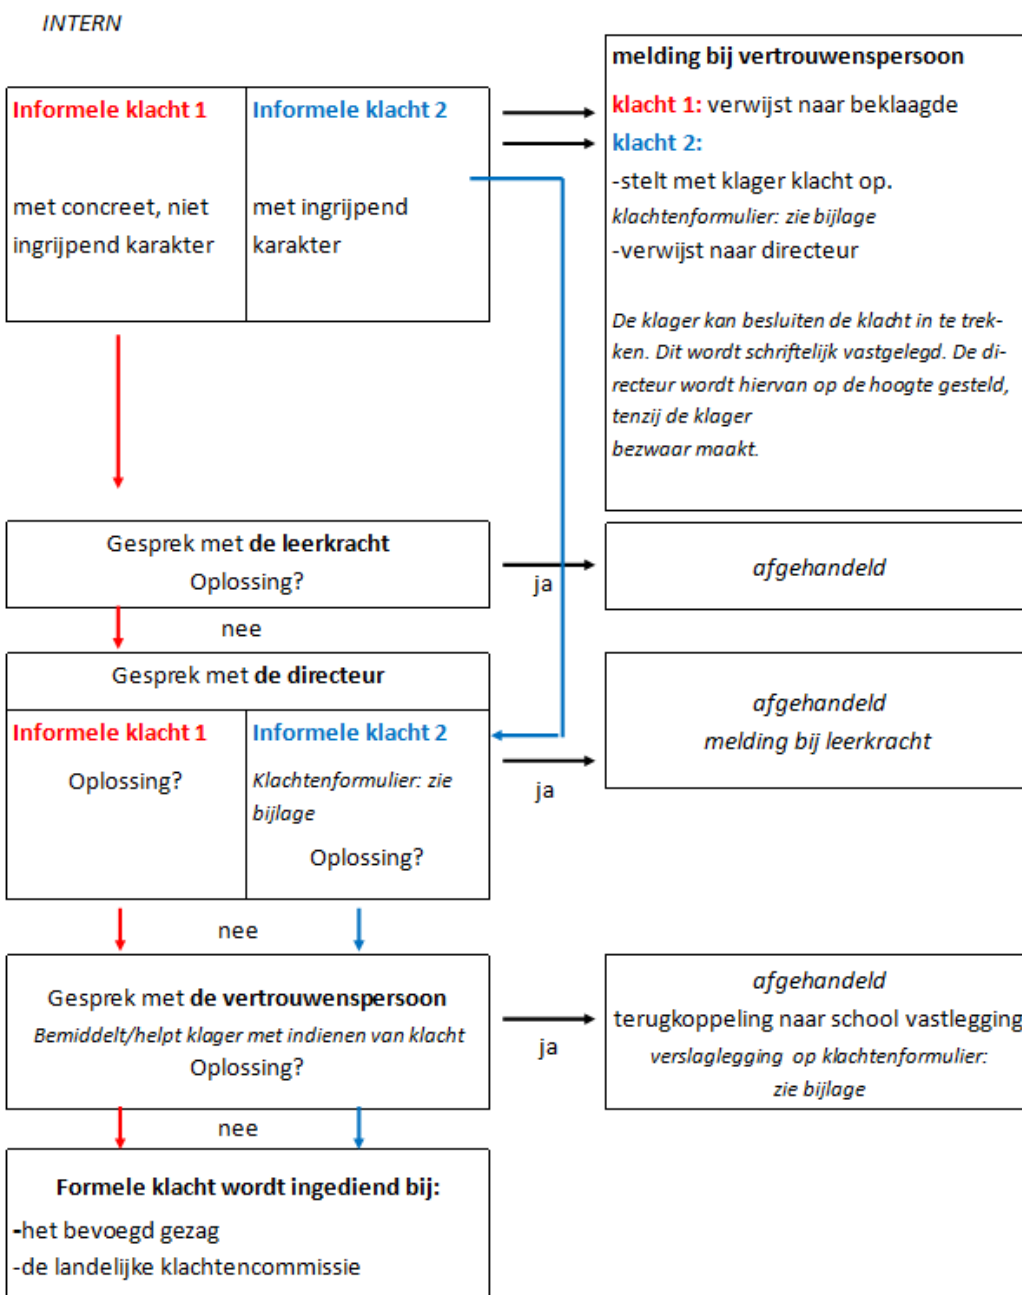 INTERN
Informele klacht 1
met concreet, niet
ingrijpend karakter
Informele klacht 2
met ingrijpend
karakter
melding bij vertrouwenspersoon
klacht 1: verwijst naar beklaagde
klacht 2:
-stelt met klager klacht op.
klachtenformulier: zie bijlage
-verwijst naar directeur
De klager kan besluiten de klacht in te trek-
ken. Dit wordt schriftelijk vastgelegd. De di-
recteur wordt hiervan op de hoogte gesteld,
tenzij de klager
bezwaar maakt.
Gesprek met de leerkracht
Oplossing?
ja
afgehandeld
nee
Gesprek met de directeur
Informele klacht 1
Oplossing?
Informele klacht 2
Klachtenformulier: zie
bijlage
Oplossing?
ja
afgehandeld
melding bij leerkracht
nee
Gesprek met de vertrouwenspersoon
Bemiddelt/helpt klager met indienen van klacht
Oplossing?
ja
afgehandeld
terugkoppeling naar school vastlegging
verslaglegging op klachtenformulier:
zie bijlage
nee
Formele klacht wordt ingediend bij:
-het bevoegd gezag
-de landelijke klachtencommissie